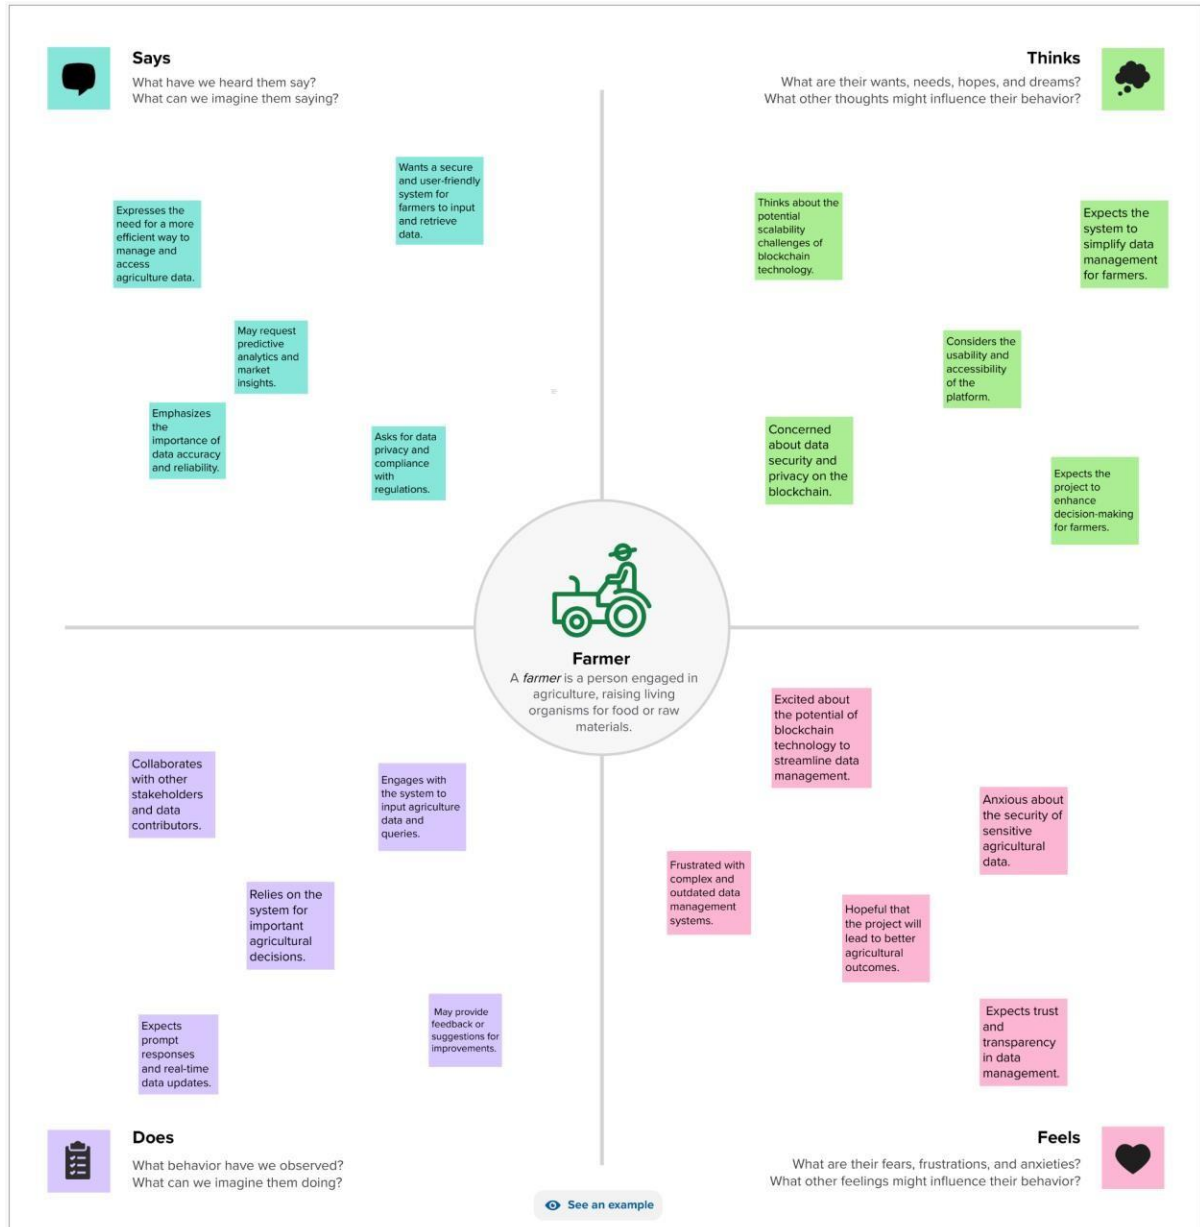 Says
What have we heard them say?
What can we imagine them saying?
Thinks
What are their wants, needs, hopes, and dreams?
What other thoughts might influence their behavior?
Expresses the
need for a more
efficient way to
manage and
access
agriculture data.
Wants a secure
and user-friendly
system for
farmers to input
and retrieve
data.
May request
predictive
analytics and
market
insights.
Emphasizes
the
importance of
data accuracy
and reliability.
Asks for data
privacy and
compliance
with
regulations.
Thinks about the
potential
scalability
challenges of
blockchain
technology.
Expects the
system to
simplify data
management
for farmers.
Considers the
usability and
accessibility
of the
platform.
Concerned
about data
security and
privacy on the
blockchain.
Expects the
project to
enhance
decision-making
for farmers.
Farmer
A farmer is a person engaged in
agriculture, raising living
organisms for food or raw
materials.
Collaborates
with other
stakeholders
and data
contributors.
Engages with
the system to
input agriculture
data and
queries.
Relies on the
system for
important
agricultural
decisions.
Expects
prompt
responses
and real-time
data updates.
May provide
feedback or
suggestions for
improvements.
Excited about
the potential of
blockchain
technology to
streamline data
management.
Anxious about
the security of
sensitive
agricultural
data.
Frustrated with
complex and
outdated data
management
systems.
Hopeful that
the project will
lead to better
agricultural
outcomes.
Expects trust
and
transparency
in data
management.
Does
What behavior have we observed?
What can we imagine them doing?
Feels
What are their fears, frustrations, and anxieties?
What other feelings might influence their behavior?
See an example